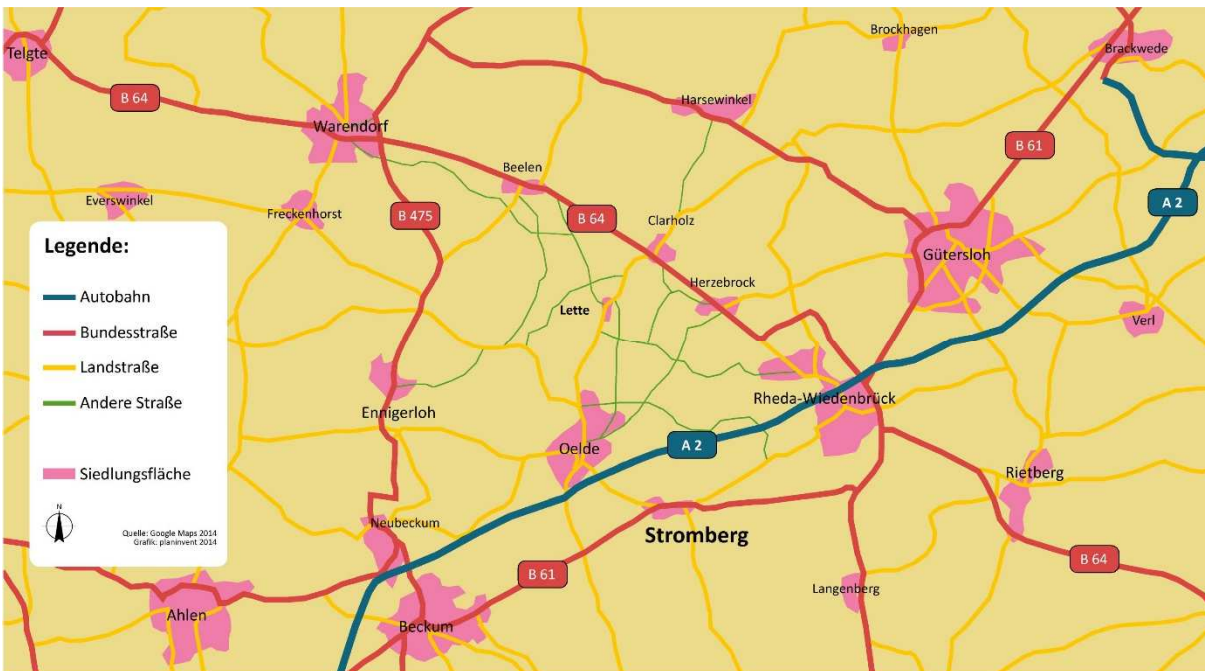 Brockhagen
Telgte
Brackwede
B 64
Harsewinkel
Warendorf
B 61
Beelen
Everswinkel
Freckenhorst
B 475
B 64
Clarholz
A 2
Gütersloh
Legende:
Autobahn
Bundesstraße
Landstraße
Andere Straße
Siedlungsfläche
N
Quelle: Google Maps 2014
Grafik: planinvent 2014
Herzebrock
Lette
Verl
Rheda-Wiedenbrück
Ennigerloh
Oelde
A 2
Rietberg
Neubeckum
Stromberg
B 61
B 64
Langenberg
Ahlen
Beckum